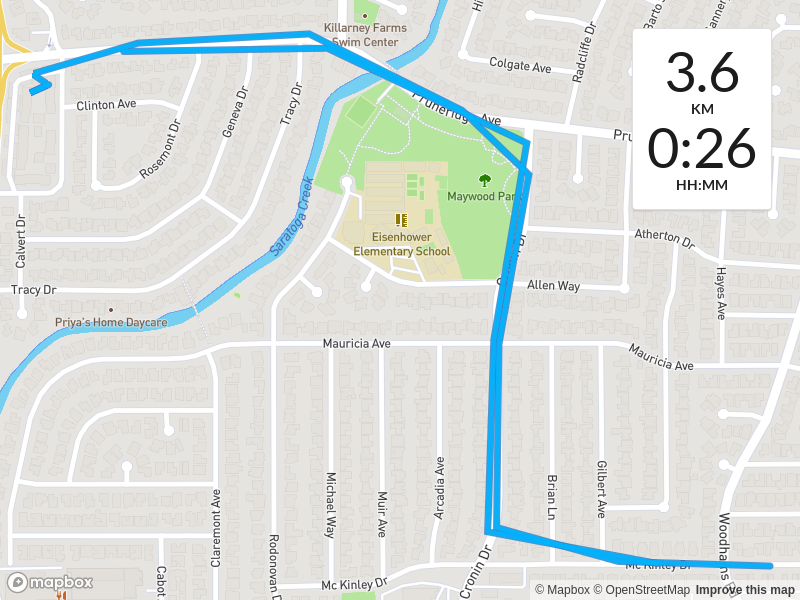 Killarney Farms
Swim Center
Colgate Ave
Radcliffe Dr
3.6
KM
0:26
HH:MM
Clinton Ave
Geneva Dr
Tracy Dr
Rosemont Dr
Pruneridge Ave
Maywood Park
Saratoga Creek
Eisenhower
Elementary School
Calvert Dr
Atherton Dr
Hayes Ave
Tracy Dr
Allen Way
Priya's Home Daycare
Mauricia Ave
Mauricia Ave
Claremont Ave
Michael Way
Muir Ave
Arcadia Ave
Brian Ln
Gilbert Ave
Cronin Dr
Mc Kinley Dr
Mc Kinley Dr
mapbox
© Mapbox © OpenStreetMap Improve this map